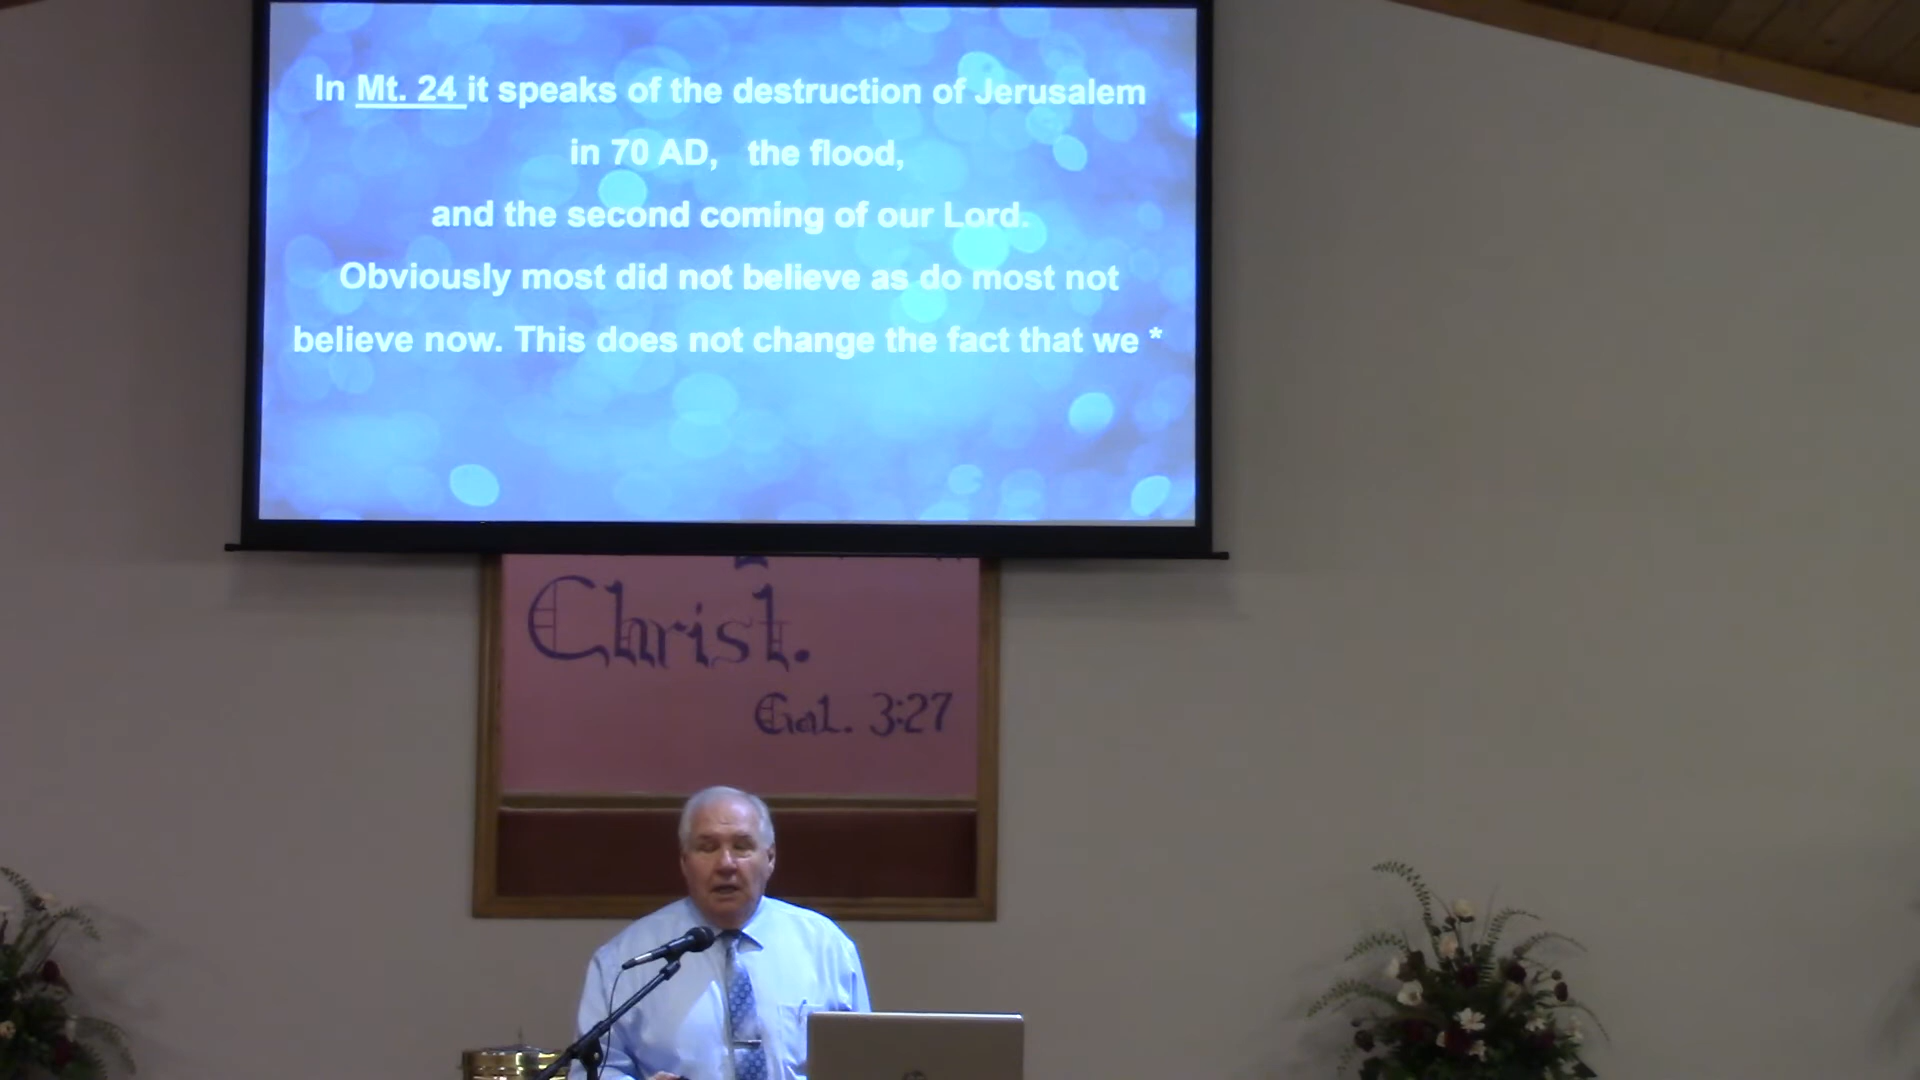 In Mt. 24 it speaks of the destruction of Jerusalem
in 70 AD, the flood,
and the second coming of our Lord.
Obviously most did not believe as do most not
believe now. This does not change the fact that we *
Christ.
Gal. 3:27